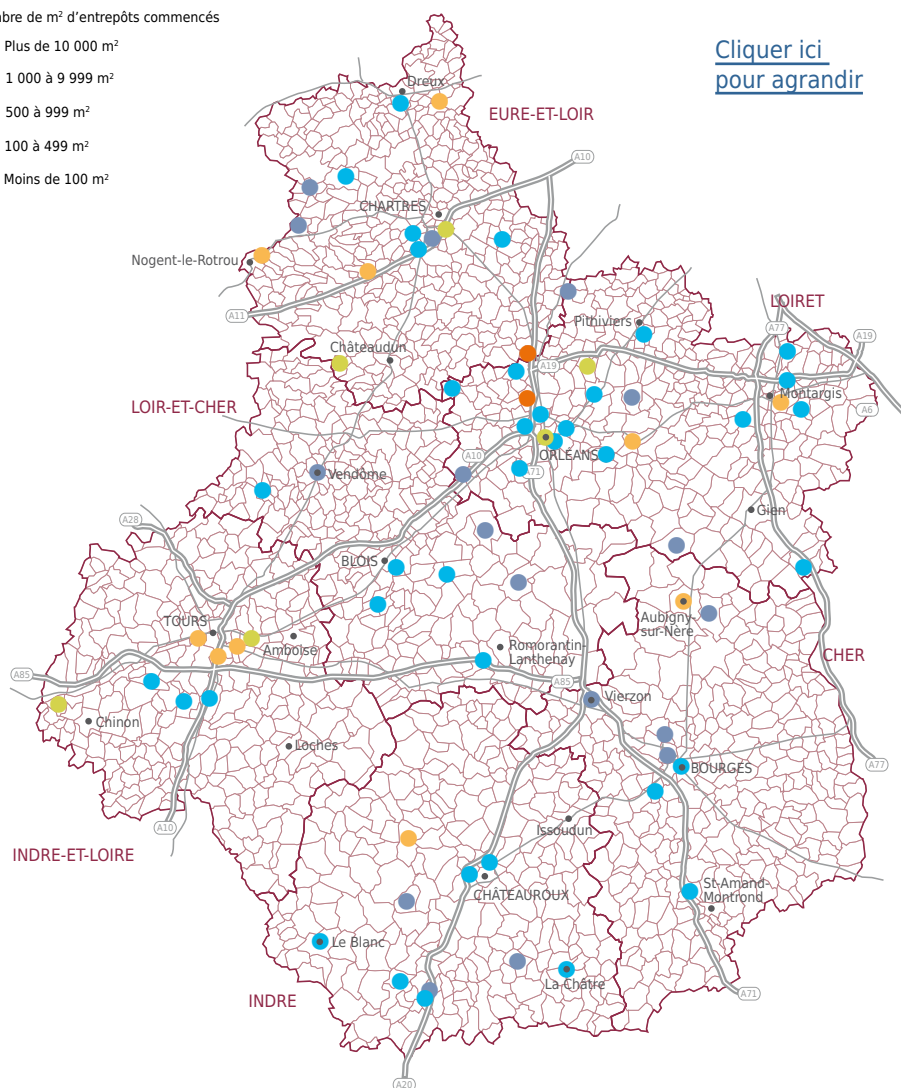 bre de m² d'entrepôts commencés
Plus de 10 000 m²
1 000 à 9 999 m²
500 à 999 m²
100 à 499 m²
Moins de 100 m²
Cliquer ici
pour agrandir
Dreux
EURE-ET-LOIR
A10
CHARTRES
Nogent-le-Rotrou
A11
Pithiviers
LOIRET
A77
A19
Châteaudun
A19
Montargis
A6
LOIR-ET-CHER
A10
ORLÉANS
A71
Vendôme
Gien
A28
BLOIS
TOURS
Amboise
Aubigny-
sur-Nère
Romorantin-
Lanthenay
CHER
A85
A85
Vierzon
Chinon
Loches
BOURGES
A77
A10
Issoudun
INDRE-ET-LOIRE
CHÂTEAUROUX
St-Amand-
Montrond
Le Blanc
La Châtre
INDRE
A71
A20